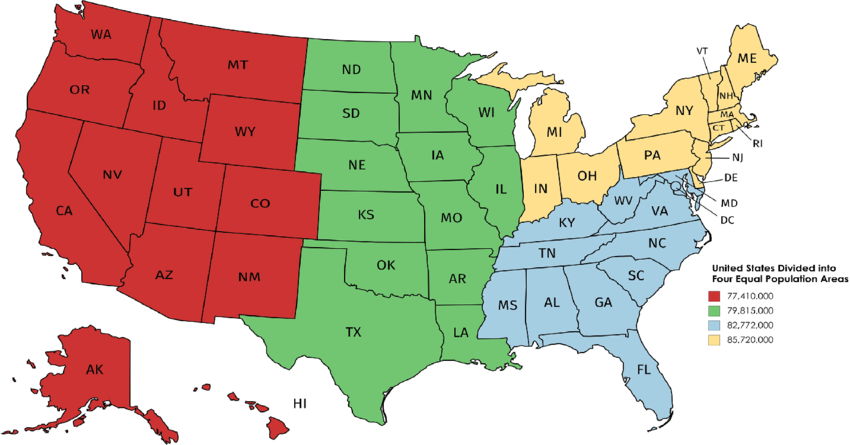 WA
MT
ND
MN
VT
ME
OR
ID
SD
WI
NH
NY
MA
WY
MI
CT
RI
IA
PA
NJ
NE
NV
UT
IL
IN
OH
DE
CO
MD
CA
KS
MO
WV
VA
DC
KY
NC
TN
AZ
NM
OK
AR
SC
MS
AL
GA
TX
LA
FL
AK
HI
United States Divided into
Four Equal Population Areas
77,410,000
79,815,000
82,772,000
85,720,000